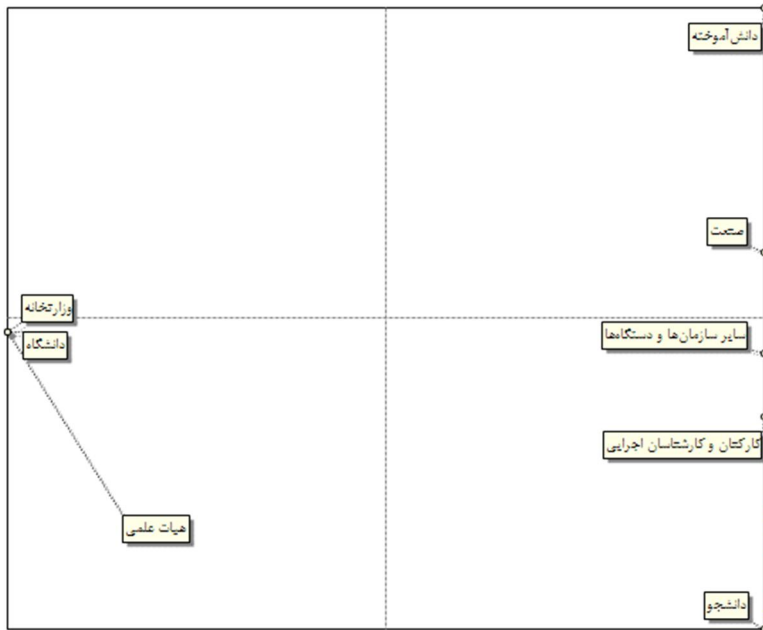 دانش‌آموخته
صنعت
وزارتخانه
سایر سازمان‌ها و دستگاه‌ها
دانشگاه
کارکنان و کارشناسان اجرایی
هیات علمی
دانشجو